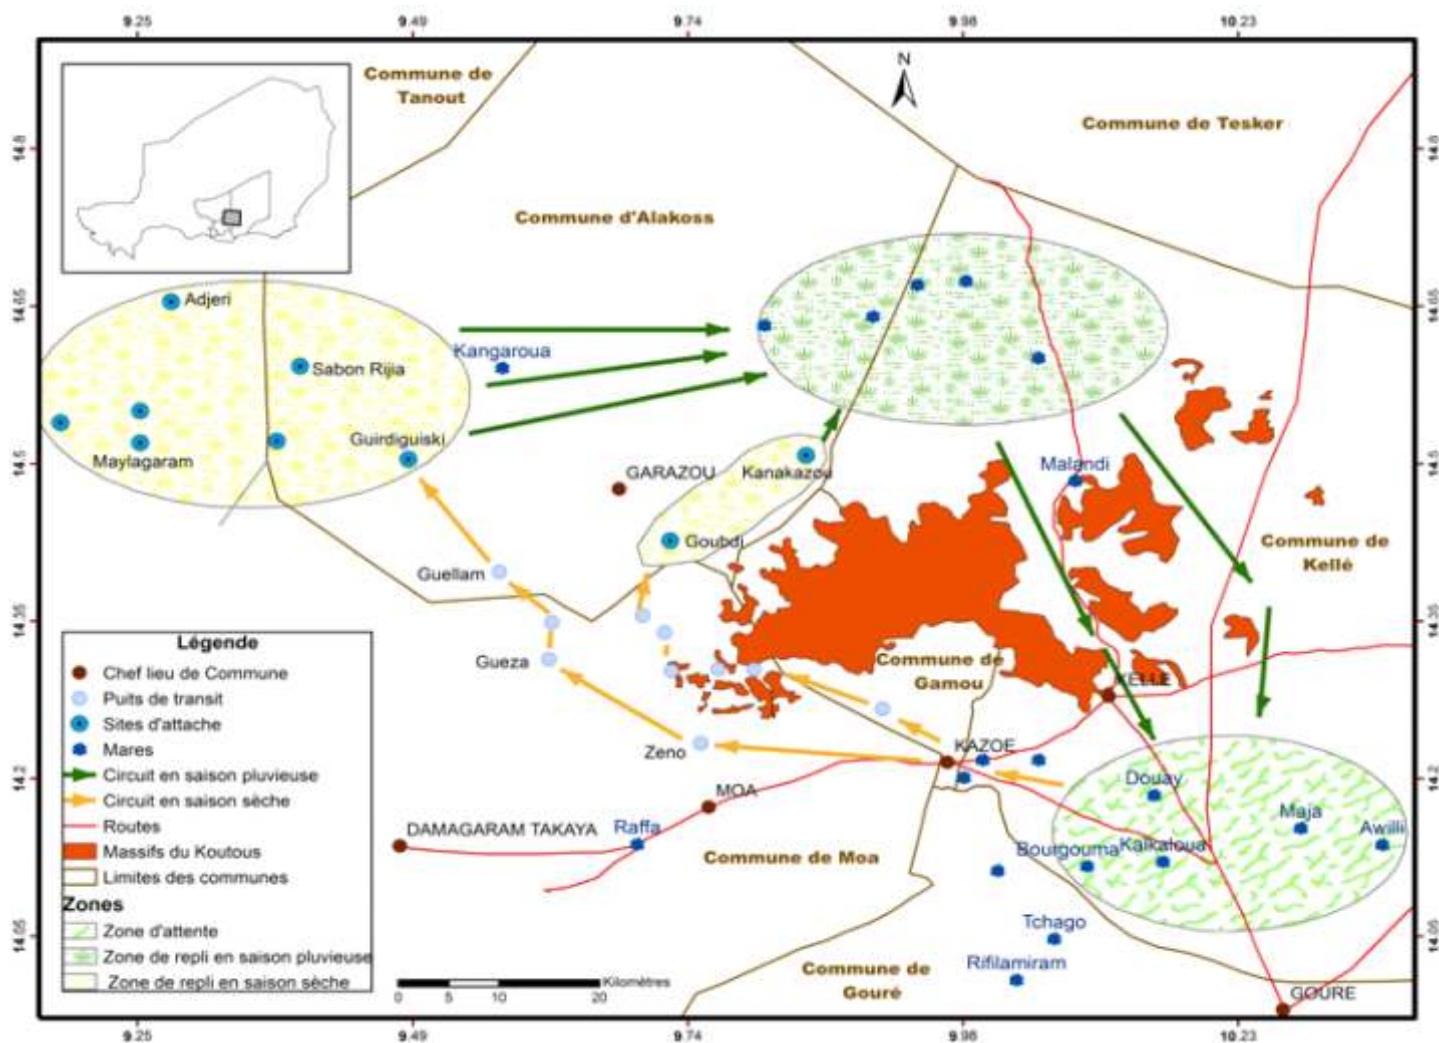 9.25 9.49 9.74 9.98 10.23
N
Commune de
Tanout
Commune de Tesker
14.8 14.8
Commune d'Alakoss
14.65 14.65
Adjeri
Kangaroua
Sabon Rijia
Guirdiguiski
Maylagaram
14.5 14.5
GARAZOU
Kanakazou
Malandi
Goubdi
Commune de
Kellé
Guellam
14.35 14.35
Gueza
Commune de
Gamou
KELLE
Zeno
KAZOE
14.2 14.2
MOA
Douay
Maja
Awilli
DAMAGARAM TAKAYA
Raffa
Commune de Moa
Bourgouma
Kalkaloua
14.05 14.05
Tchago
Rifilamiram
Commune de
Gouré
GOURE
Légende
Chef lieu de Commune
Puits de transit
Sites d'attache
Mares
Circuit en saison pluvieuse
Circuit en saison sèche
Routes
Massifs du Koutous
Limites des communes
Zones
Zone d'attente
Zone de repli en saison pluvieuse
Zone de repli en saison sèche
Kilomètres
0 5 10 20
9.25 9.49 9.74 9.98 10.23